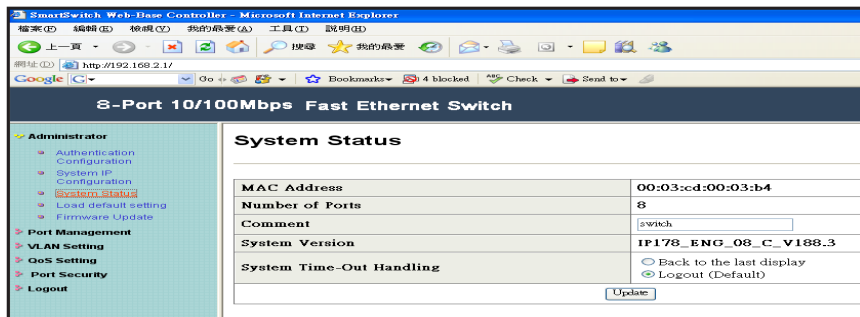 SmartSwitch Web-Base Controller - Microsoft Internet Explorer
檔案(F) 編輯(E) 檢視(V) 我的最愛(A) 工具(T) 說明(H)
上一頁 搜尋 我的最愛
網址(D) http://192.168.2.1/
Google G Go Bookmarks 4 blocked ABC Check Send to
8-Port 10/100Mbps Fast Ethernet Switch
Administrator
Authentication
Configuration
System IP
Configuration
System Status
Load default setting
Firmware Update
Port Management
VLAN Setting
QoS Setting
Port Security
Logout
System Status
MAC Address 00:03:cd:00:03:b4
Number of Ports 8
Comment switch
System Version IP178_ENG_08_C_V188.3
System Time-Out Handling
Back to the last display
Logout (Default)
Update